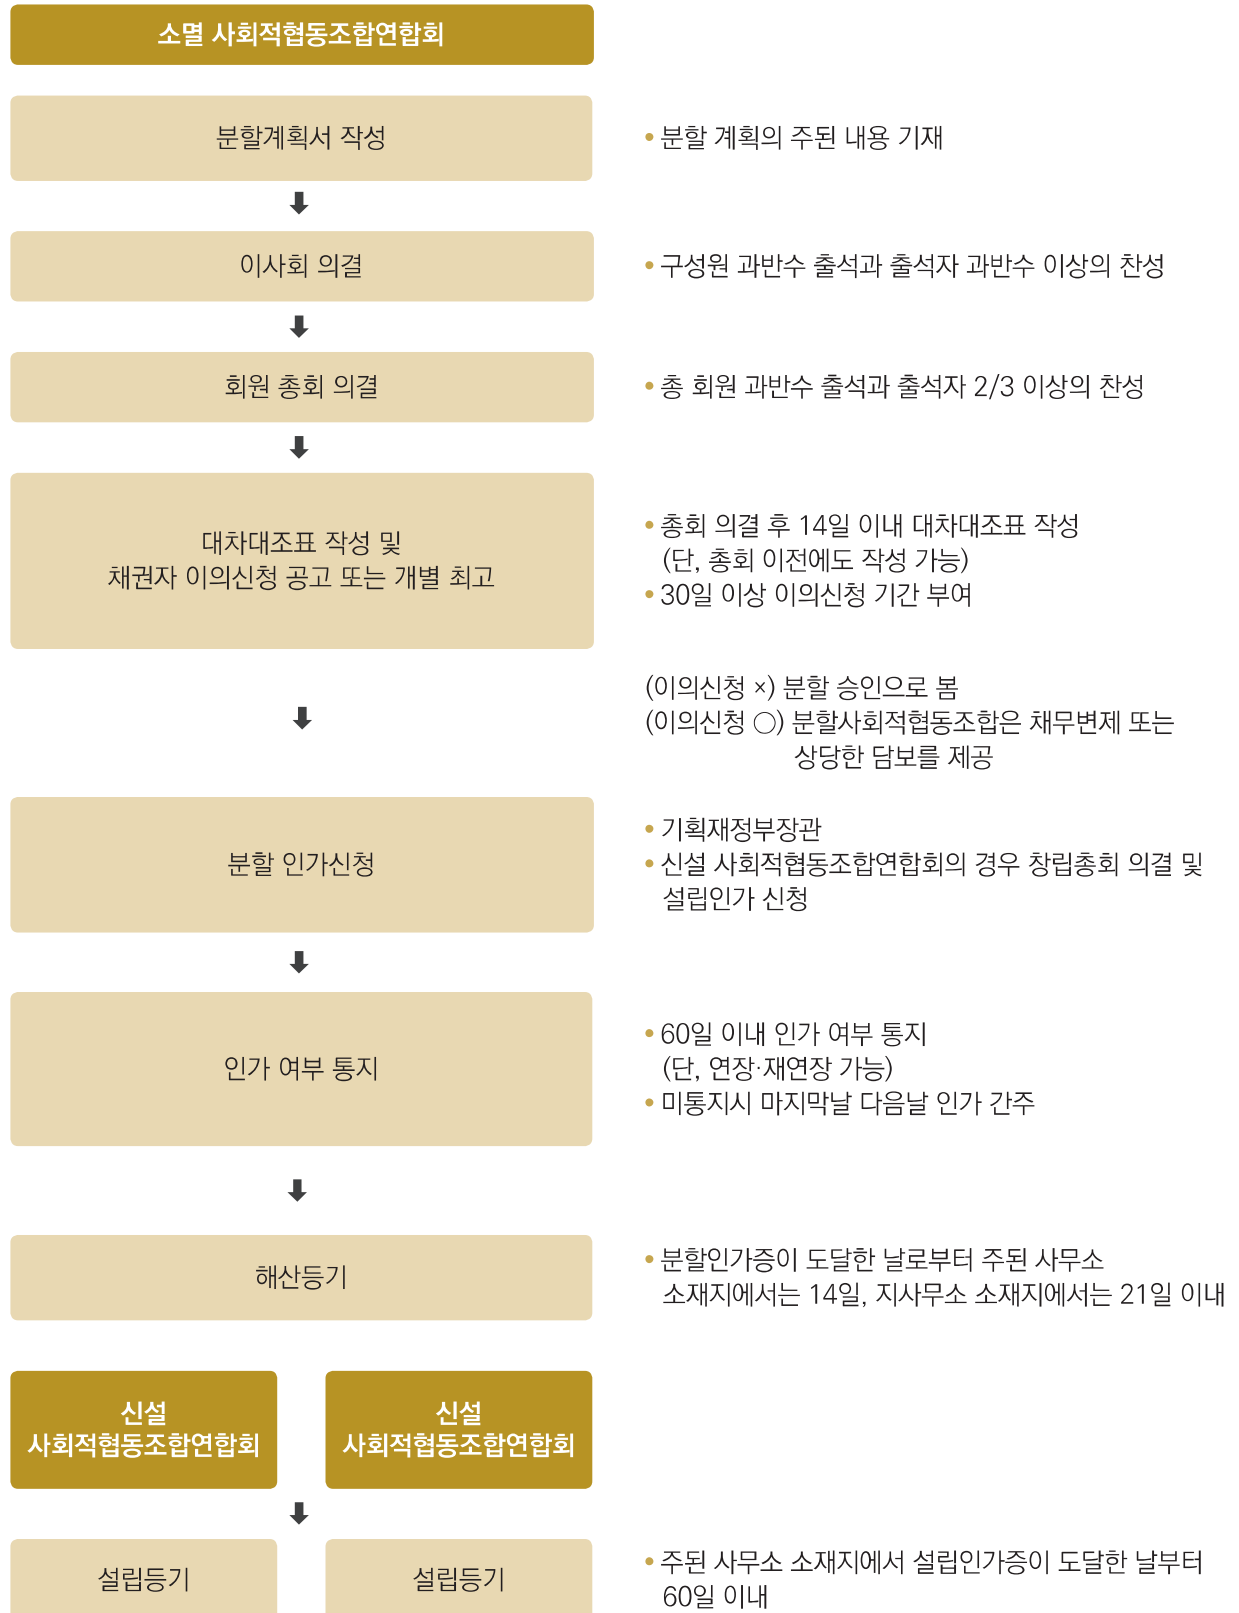 소멸 사회적협동조합연합회
분할계획서 작성
• 분할 계획의 주된 내용 기재
이사회 의결
• 구성원 과반수 출석과 출석자 과반수 이상의 찬성
회원 총회 의결
• 총 회원 과반수 출석과 출석자 2/3 이상의 찬성
대차대조표 작성 및
채권자 이의신청 공고 또는 개별 최고
• 총회 의결 후 14일 이내 대차대조표 작성
(단, 총회 이전에도 작성 가능)
• 30일 이상 이의신청 기간 부여
(이의신청 ×) 분할 승인으로 봄
(이의신청 ○) 분할사회적협동조합은 채무변제 또는
상당한 담보를 제공
분할 인가신청
• 기획재정부장관
• 신설 사회적협동조합연합회의 경우 창립총회 의결 및
설립인가 신청
인가 여부 통지
• 60일 이내 인가 여부 통지
(단, 연장·재연장 가능)
• 미통지시 마지막날 다음날 인가 간주
해산등기
• 분할인가증이 도달한 날로부터 주된 사무소
소재지에서는 14일, 지사무소 소재지에서는 21일 이내
신설
사회적협동조합연합회
신설
사회적협동조합연합회
설립등기
설립등기
• 주된 사무소 소재지에서 설립인가증이 도달한 날부터
60일 이내